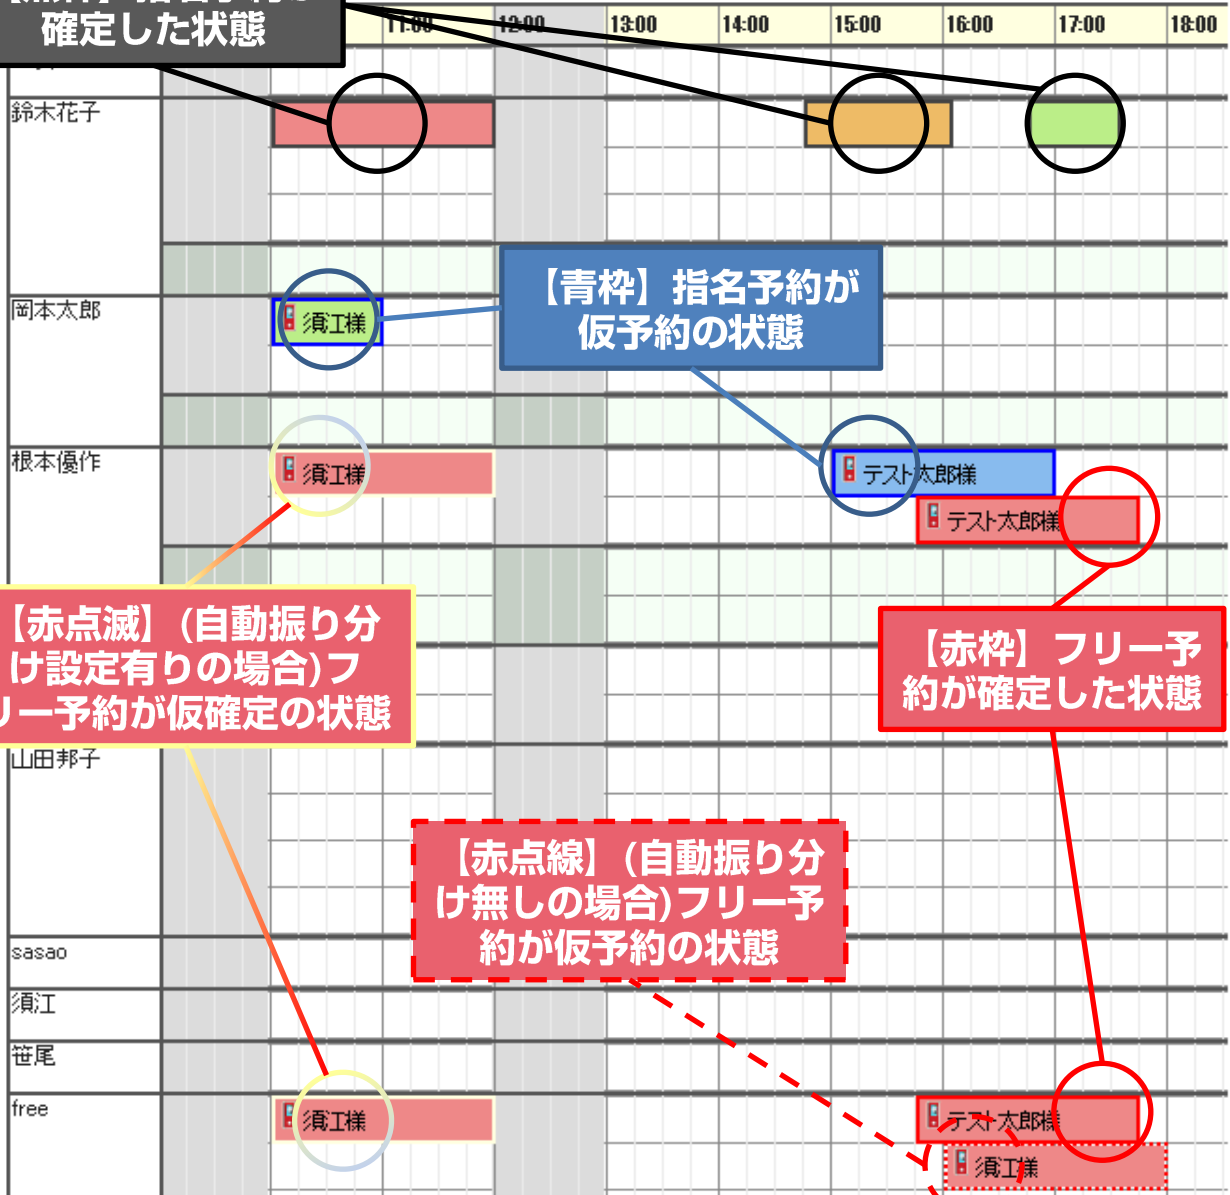 確定した状態
11:00 12:00 13:00 14:00 15:00 16:00 17:00 18:00
鈴木花子
【青枠】指名予約が
仮予約の状態
岡本太郎
須江様
根本優作
須江様
テスト太郎様
テスト太郎様
【赤点滅】(自動振り分
け設定有りの場合)フ
リー予約が仮確定の状態
【赤枠】フリー予
約が確定した状態
山田邦子
【赤点線】(自動振り分
け無しの場合)フリー予
約が仮予約の状態
sasao
須江
笹尾
free
須江様
テスト太郎様
須江様